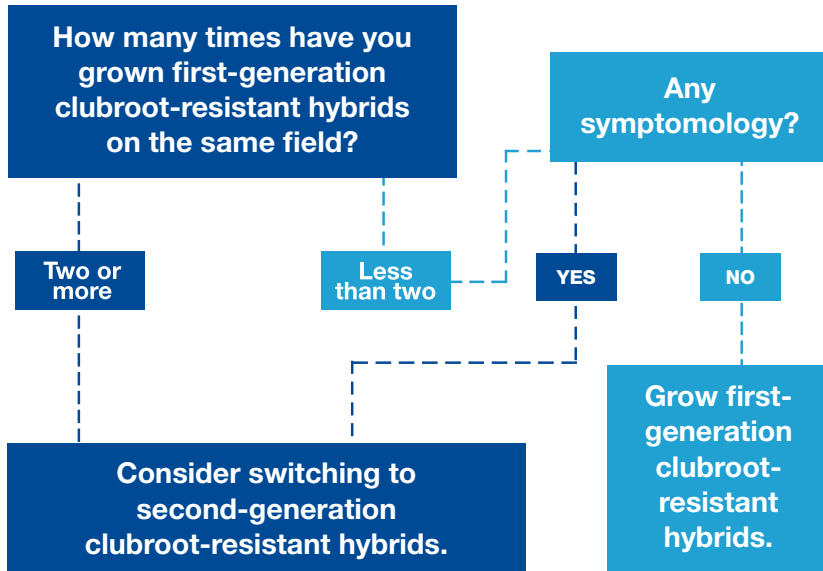 How many times have you
grown first-generation
clubroot-resistant hybrids
on the same field?
Any
symptomology?
Two or
more
Less
than two
YES
NO
Consider switching to
second-generation
clubroot-resistant hybrids.
Grow first-
generation
clubroot-
resistant
hybrids.